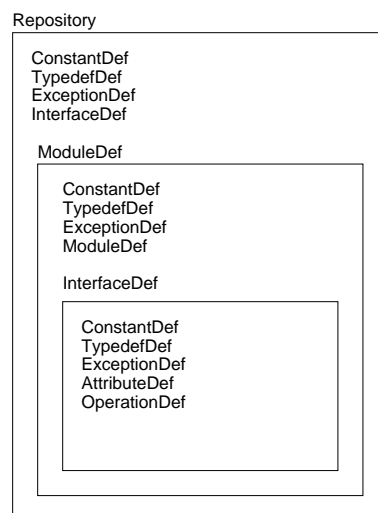 Repository
ConstantDef
TypedefDef
ExceptionDef
InterfaceDef
ModuleDef
ConstantDef
TypedefDef
ExceptionDef
ModuleDef
InterfaceDef
ConstantDef
TypedefDef
ExceptionDef
AttributeDef
OperationDef